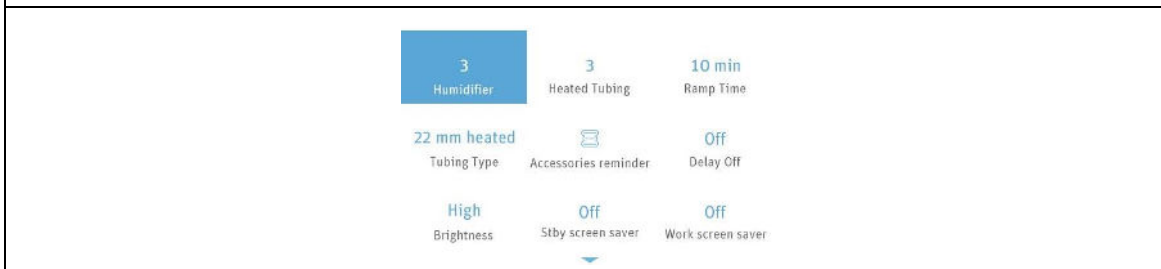 3 3 10 min
Humidifier Heated Tubing Ramp Time
22 mm heated Off
Tubing Type Accessories reminder Delay Off
High Off Off
Brightness Stby screen saver Work screen saver